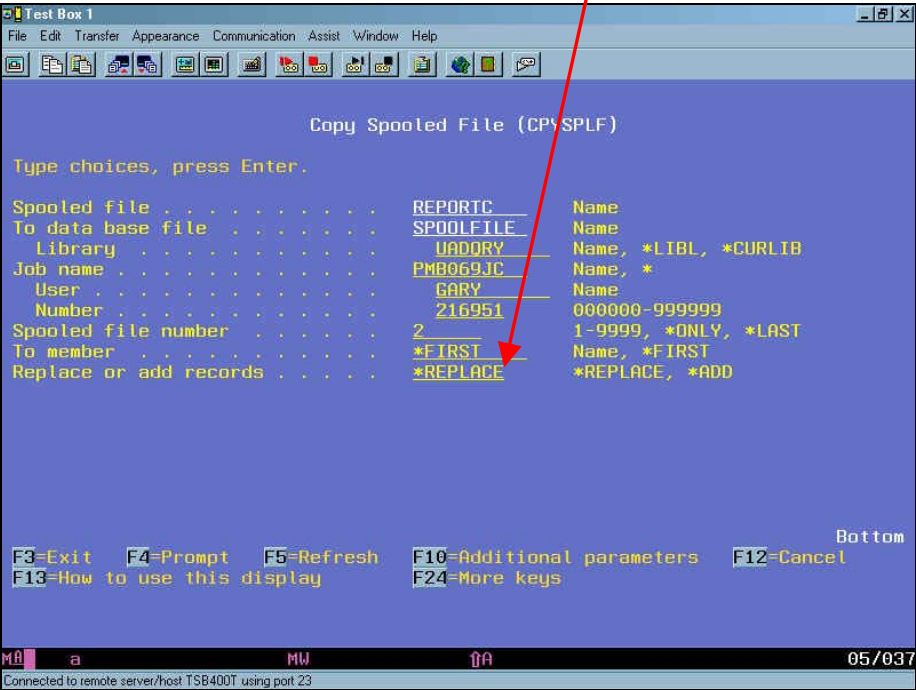 Test Box 1
File Edit Transfer Appearance Communication Assist Window Help
Copy Spooled File (CPYSPLF)
Type choices, press Enter.
Spooled file . . . . . . . . . . . REPORTC Name
To data base file . . . . . . . SPOOLFILE Name
Library . . . . . . . . . . . . UADQRY Name, *LIBL, *CURLIB
Job name . . . . . . . . . . . . . PMB069JC Name, *
User . . . . . . . . . . . . . . GARY Name
Number . . . . . . . . . . . . . 216951 000000-999999
Spooled file number . . . . . . 2 1-9999, *ONLY, *LAST
To member . . . . . . . . . . . . *FIRST Name, *FIRST
Replace or add records . . . . . *REPLACE *REPLACE, *ADD
Bottom
F3=Exit F4=Prompt F5=Refresh F10=Additional parameters F12=Cancel
F13=How to use this display F24=More keys
MA a MW ⇧A 05/037
Connected to remote server/host TSB400T using port 23